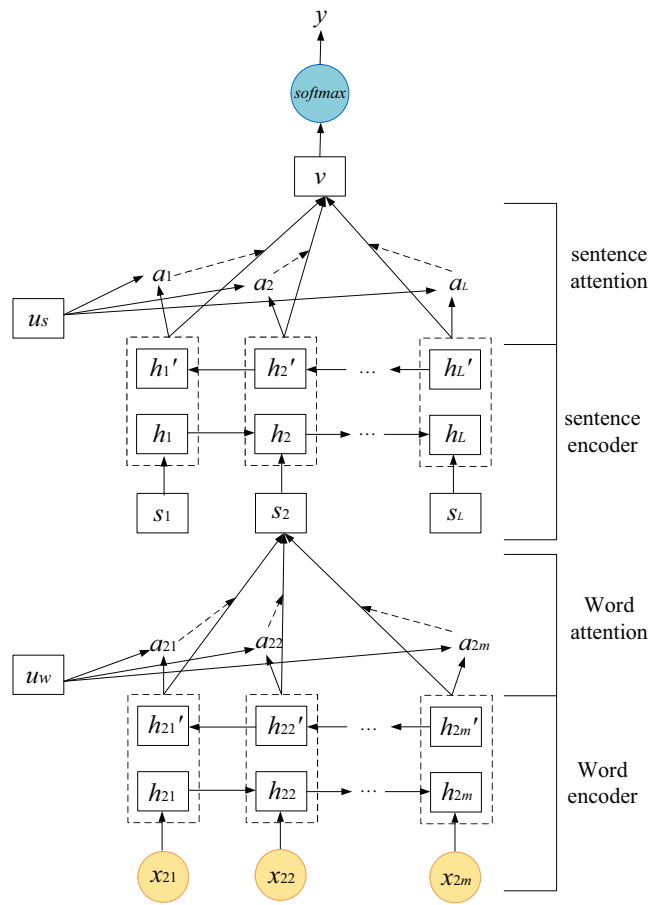 y
softmax
v
a1 a2 aL
sentence
attention
us
h1' h2' ... hL'
h1 h2 ... hL
sentence
encoder
s1 s2 sL
a21 a22 a2m
Word
attention
uw
h21' h22' ... h2m'
h21 h22 ... h2m
Word
encoder
x21 x22 x2m